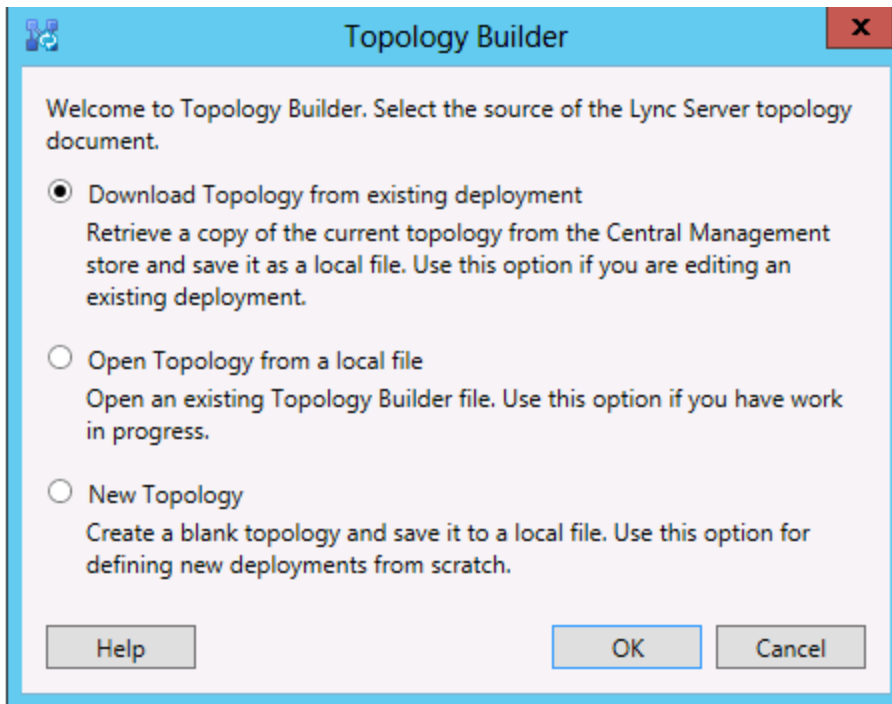 Topology Builder
x
Welcome to Topology Builder. Select the source of the Lync Server topology
document.
Download Topology from existing deployment
Retrieve a copy of the current topology from the Central Management
store and save it as a local file. Use this option if you are editing an
existing deployment.
Open Topology from a local file
Open an existing Topology Builder file. Use this option if you have work
in progress.
New Topology
Create a blank topology and save it to a local file. Use this option for
defining new deployments from scratch.
Help
OK
Cancel